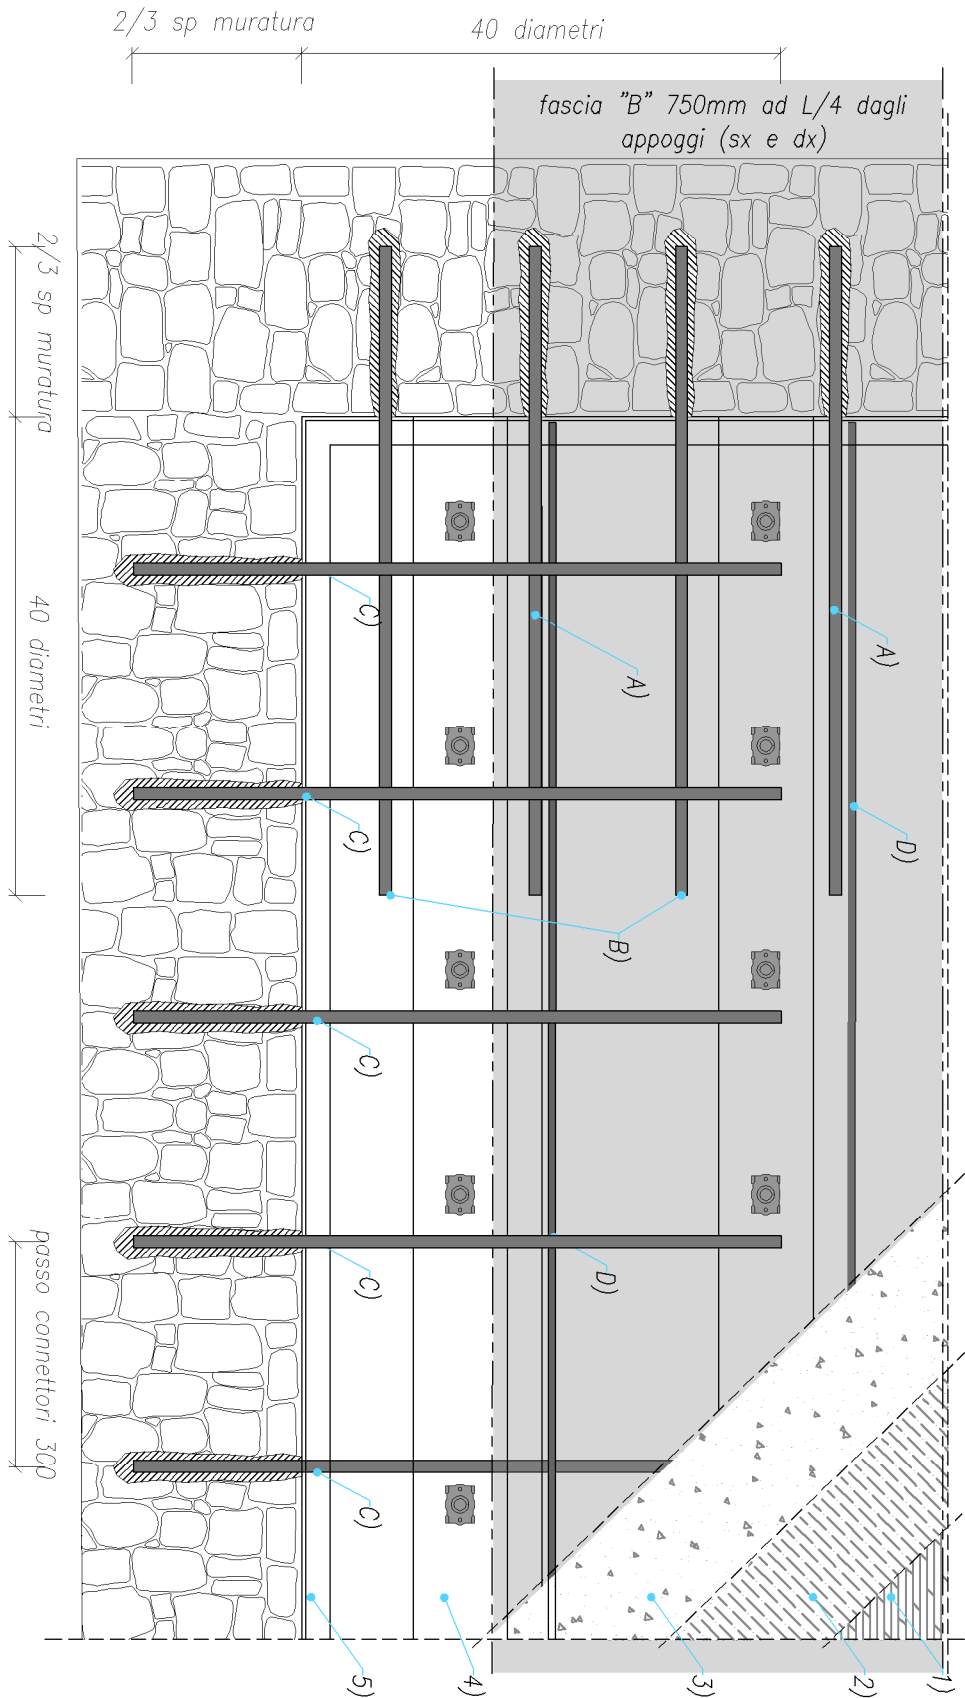 2/3 sp muratura
40 diametri
fascia "B" 750mm ad L/4 dagli
appoggi (sx e dx)
2/3 sp muratura
40 diametri
passo connettori 300
C)
A)
A)
C)
D)
B)
C)
C)
D)
C)
5)
4)
3)
2)
1)